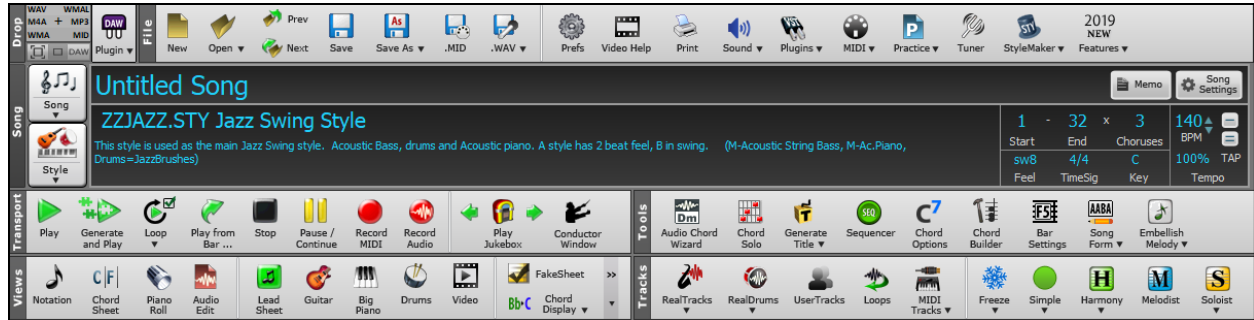 Drop
WAV WMA
M4A + MP3
WMA MID
DAW
DAW
Plugin
File
New
Open
Prev
Next
Save
As
Save As
.MID
.WAV
Prefs
Video Help
Print
Sound
Plugins
MIDI
P
Practice
Tuner
STY
StyleMaker
2019
NEW
Features
Song
Song
Style
Untitled Song
Memo
Song
Settings
ZZJAZZ.STY Jazz Swing Style
This style is used as the main Jazz Swing style. Acoustic Bass, drums and Acoustic piano. A style has 2 beat feel, B in swing. (M-Acoustic String Bass, M-Ac.Piano,
Drums=JazzBrushes)
1 - 32 x 3
Start End Choruses
sw8 4/4 C
Feel TimeSig Key
140
BPM
100% TAP
Tempo
Transport
Play
Generate
and Play
Loop
Play from
Bar ...
Stop
Pause /
Continue
Record
MIDI
Record
Audio
Play
Jukebox
Conductor
Window
Tools
Dm
Audio Chord
Wizard
Chord
Solo
Generate
Title
SEQ
Sequencer
C7
Chord
Options
Chord
Builder
Bar
Settings
AABA
Song
Form
Embellish
Melody
Views
Notation
C F
Chord
Sheet
Piano
Roll
Audio
Edit
Lead
Sheet
Guitar
Big
Piano
Drums
Video
FakeSheet
»
Bb·C
Chord
Display
Tracks
RealTracks
RealDrums
UserTracks
Loops
MIDI
Tracks
Freeze
Simple
H
Harmony
M
Melodist
S
Soloist